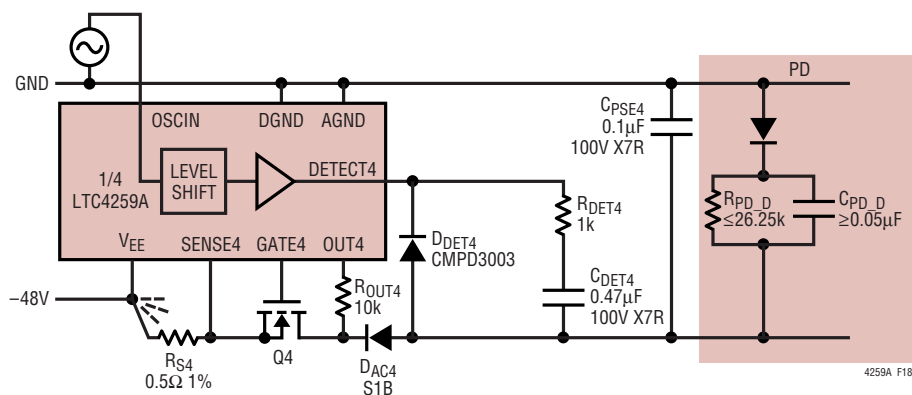 GND
PD
OSCIN
DGND
AGND
CPSE4
0.1µF
100V X7R
1/4
LTC4259A
LEVEL
SHIFT
DETECT4
RDET4
1k
RPD_D
≤26.25k
CPD_D
≥0.05µF
VEE
SENSE4
GATE4
OUT4
DDET4
CMPD3003
–48V
ROUT4
10k
CDET4
0.47µF
100V X7R
RS4
0.5Ω 1%
Q4
DAC4
S1B
4259A F18